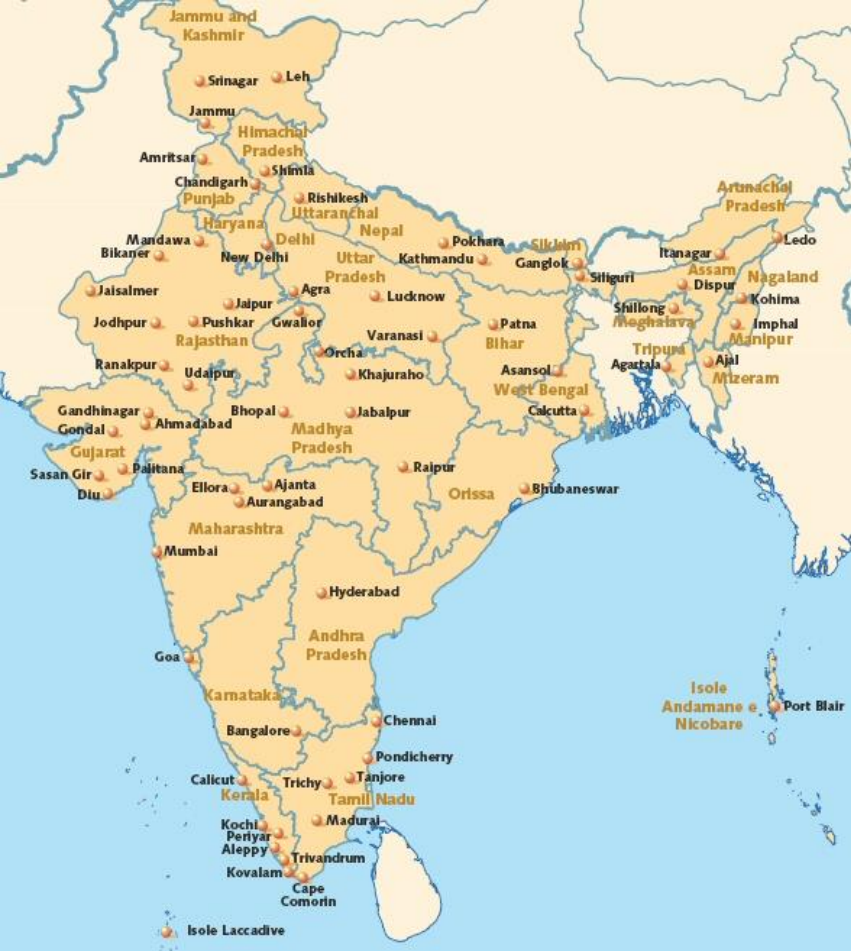 Jammu and
Kashmir
Srinagar
Leh
Jammu
Himachal
Pradesh
Amritsar
Shimla
Chandigarh
Punjab
Rishikesh
Uttaranchal
Arunachal
Pradesh
Haryana
Nepal
Mandawa
Delhi
Pokhara
Sikkim
Ledo
Bikaner
New Delhi
Uttar
Pradesh
Kathmandu
Ganglok
Siliguri
Itanagar
Assam
Nagaland
Dispur
Jaisalmer
Agra
Lucknow
Kohima
Jaipur
Shillong
Jodhpur
Pushkar
Gwalior
Patna
Meghalaya
Imphal
Rajasthan
Varanasi
Bihar
Manipur
Orcha
Tripura
Ranakpur
Udaipur
Khajuraho
Asansol
Agartala
Ajal
Mizeram
West Bengal
Gandhinagar
Bhopal
Jabalpur
Calcutta
Gondal
Ahmadabad
Madhya
Pradesh
Gujarat
Sasan Gir
Palitana
Raipur
Diu
Ellora
Ajanta
Orissa
Bhubaneswar
Aurangabad
Maharashtra
Mumbai
Hyderabad
Andhra
Pradesh
Goa
Karnataka
Isole
Andamane e
Nicobare
Port Blair
Bangalore
Chennai
Pondicherry
Calicut
Trichy
Tanjore
Kerala
Tamil Nadu
Kochi
Madurai
Periyar
Aleppy
Trivandrum
Kovalam
Cape
Comorin
Isole Laccadive